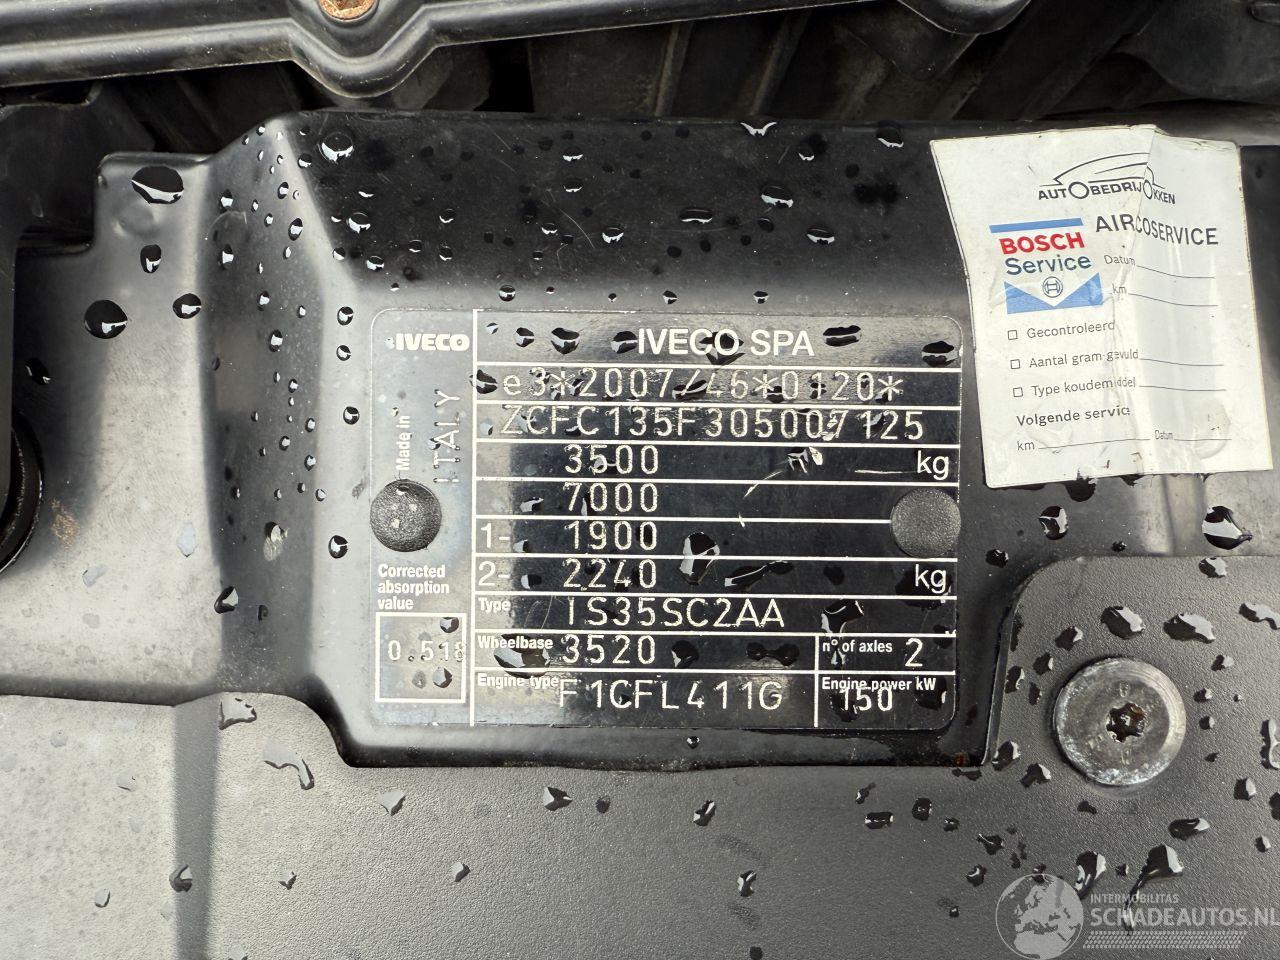 IVECO
IVECO SPA
e3*2007/46*0120*
ZCFC135F305007125
3500 kg
7000
1- 1900
2- 2240 kg
Type IS35SC2AA
Wheelbase 3520 n° of axles 2
Engine type F1CFL411G Engine power kW 150
Made in ITALY
Corrected
absorption
value
0.518
AUTOBEDRIJ OKKEN
BOSCH
Service
AIRCOSERVICE
Datum
km
Gecontroleerd
Aantal gram gevuld
Type koudemiddel
Volgende service
km Datum
INTERMOBILITAS
SCHADEAUTOS.NL